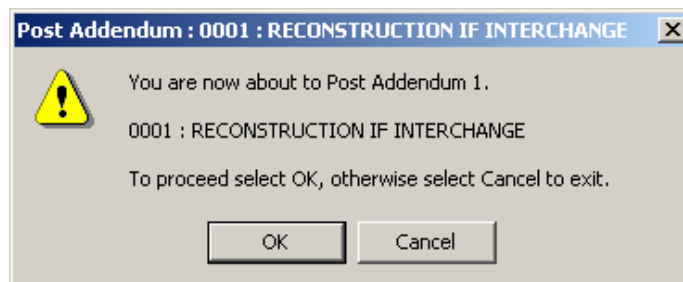 Post Addendum : 0001 : RECONSTRUCTION IF INTERCHANGE
You are now about to Post Addendum 1.
0001 : RECONSTRUCTION IF INTERCHANGE
To proceed select OK, otherwise select Cancel to exit.
OK Cancel